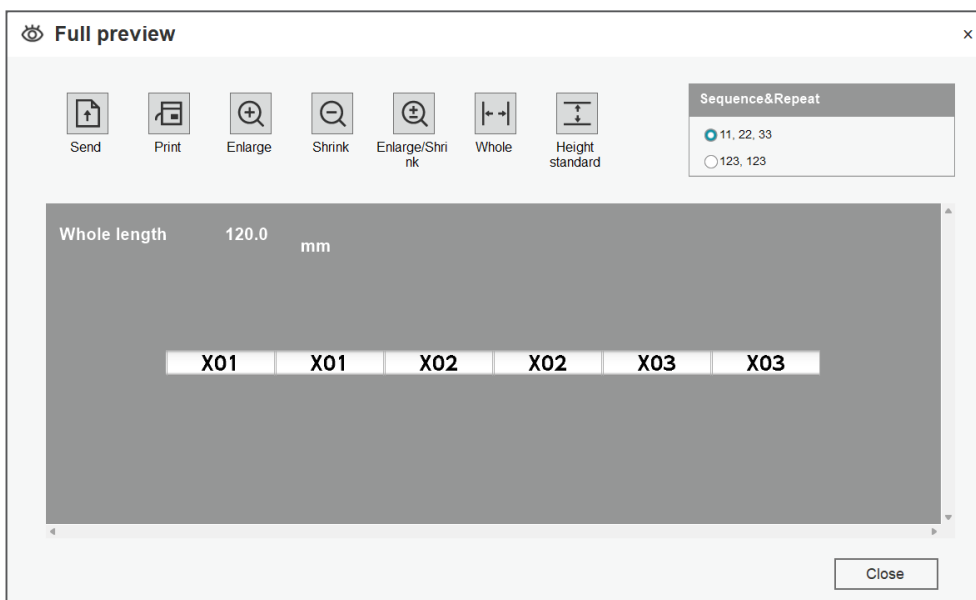 Full preview
x
Send
Print
Enlarge
Shrink
Enlarge/Shri
nk
Whole
Height
standard
Sequence&Repeat
11, 22, 33
123, 123
Whole length 120.0 mm
X01 X01 X02 X02 X03 X03
Close